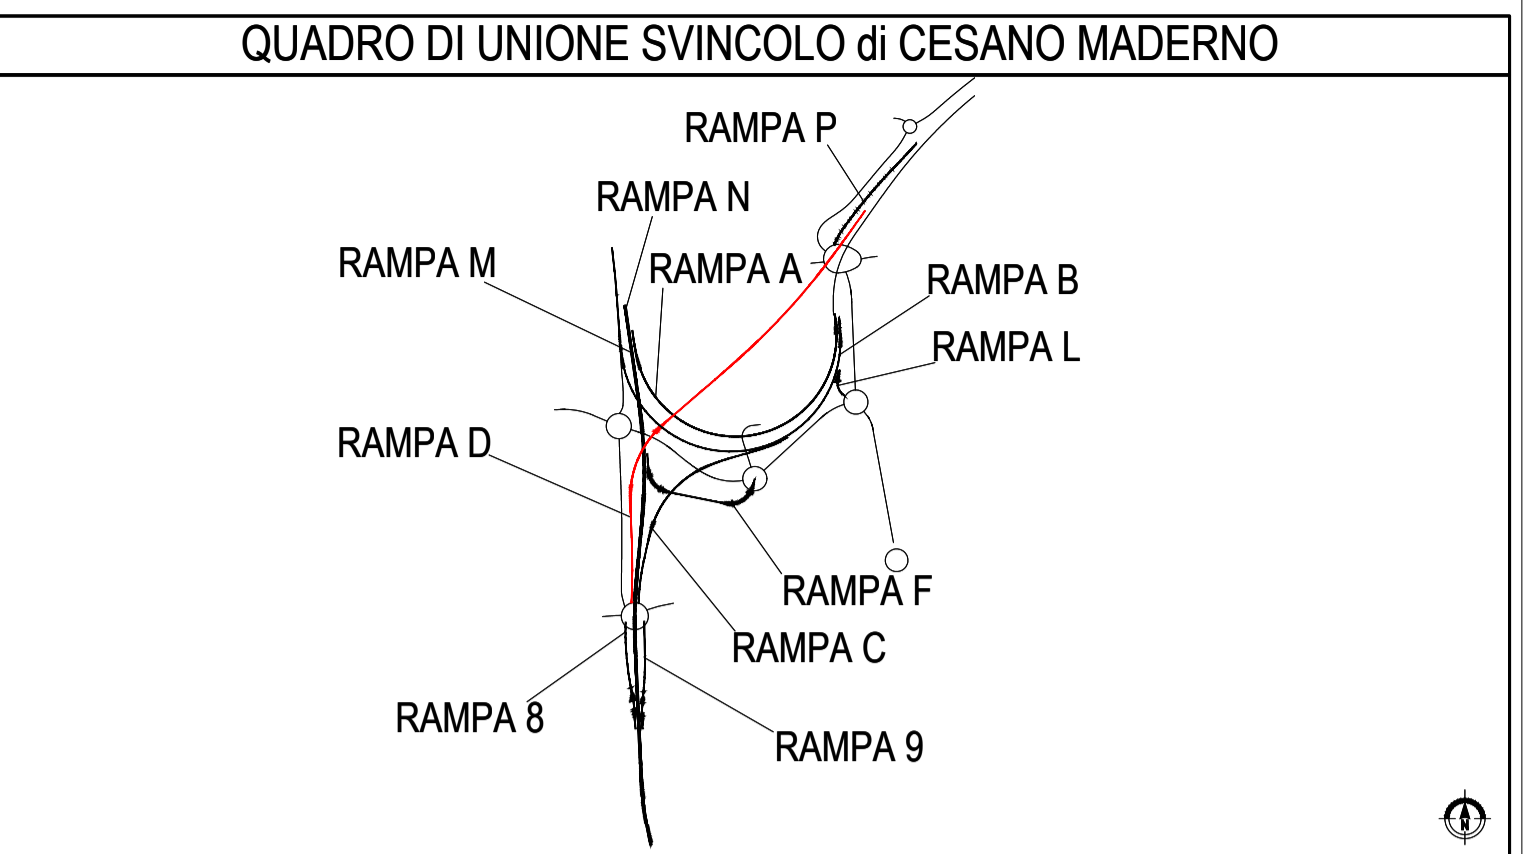 QUADRO DI UNIONE SVINCOLO di CESANO MADERNO
RAMPA P
RAMPA N
RAMPA M
RAMPA A
RAMPA B
RAMPA L
RAMPA D
RAMPA F
RAMPA C
RAMPA 8
RAMPA 9
N